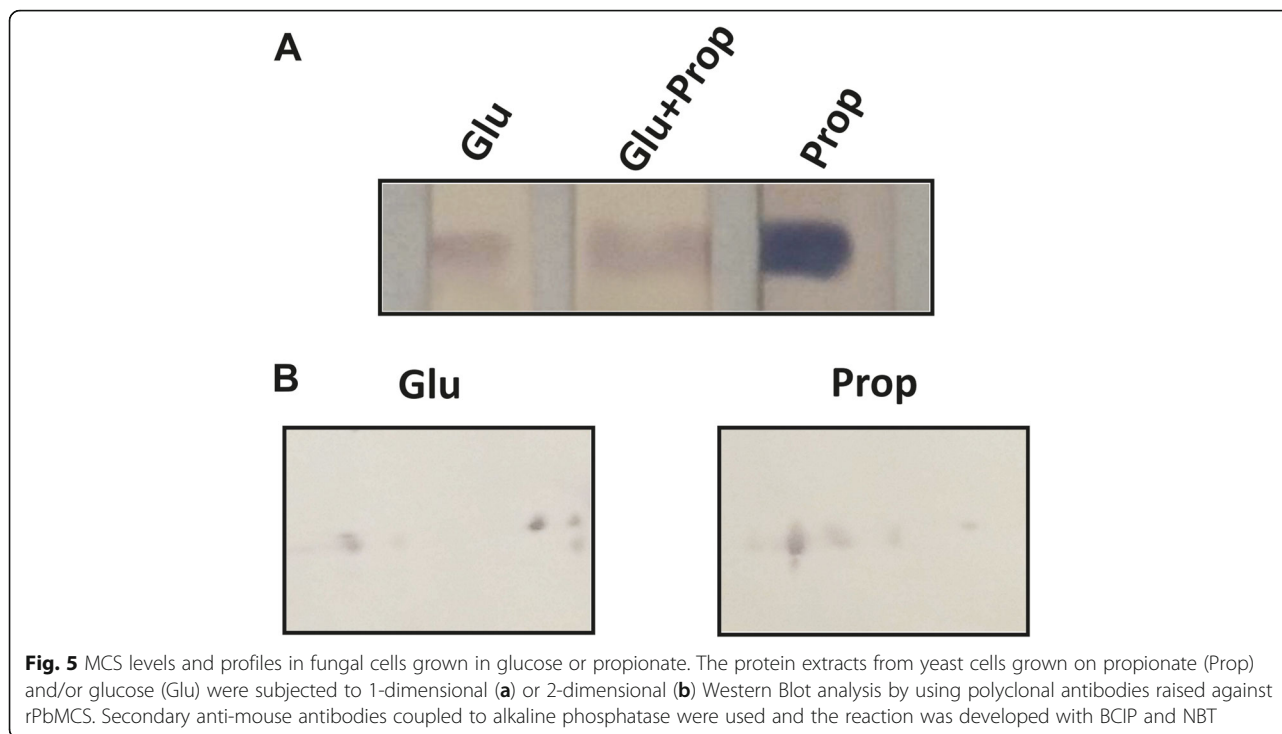 A
Glu
Glu+Prop
Prop
B
Glu
Prop
Fig. 5 MCS levels and profiles in fungal cells grown in glucose or propionate. The protein extracts from yeast cells grown on propionate (Prop)
and/or glucose (Glu) were subjected to 1-dimensional (a) or 2-dimensional (b) Western Blot analysis by using polyclonal antibodies raised against
rPbMCS. Secondary anti-mouse antibodies coupled to alkaline phosphatase were used and the reaction was developed with BCIP and NBT